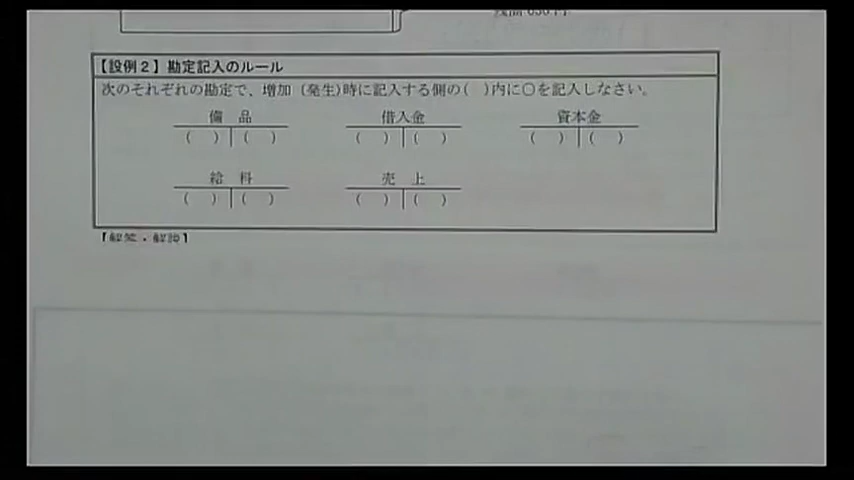 【設例２】勘定記入のルール
次のそれぞれの勘定で、増加（発生）時に記入する側の（　）内に○を記入しなさい。
備　品　借入金　資本金
（　）（　）　（　）（　）　（　）（　）
給　料　売　上
（　）（　）　（　）（　）
【解答・解説】